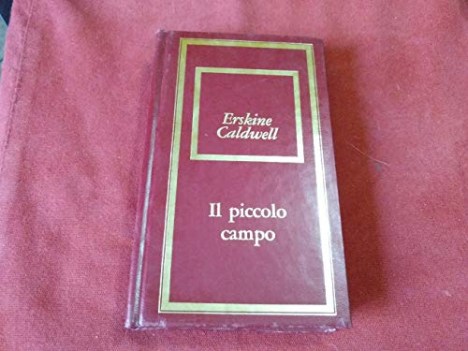 Erskine
Caldwell
Il piccolo
campo